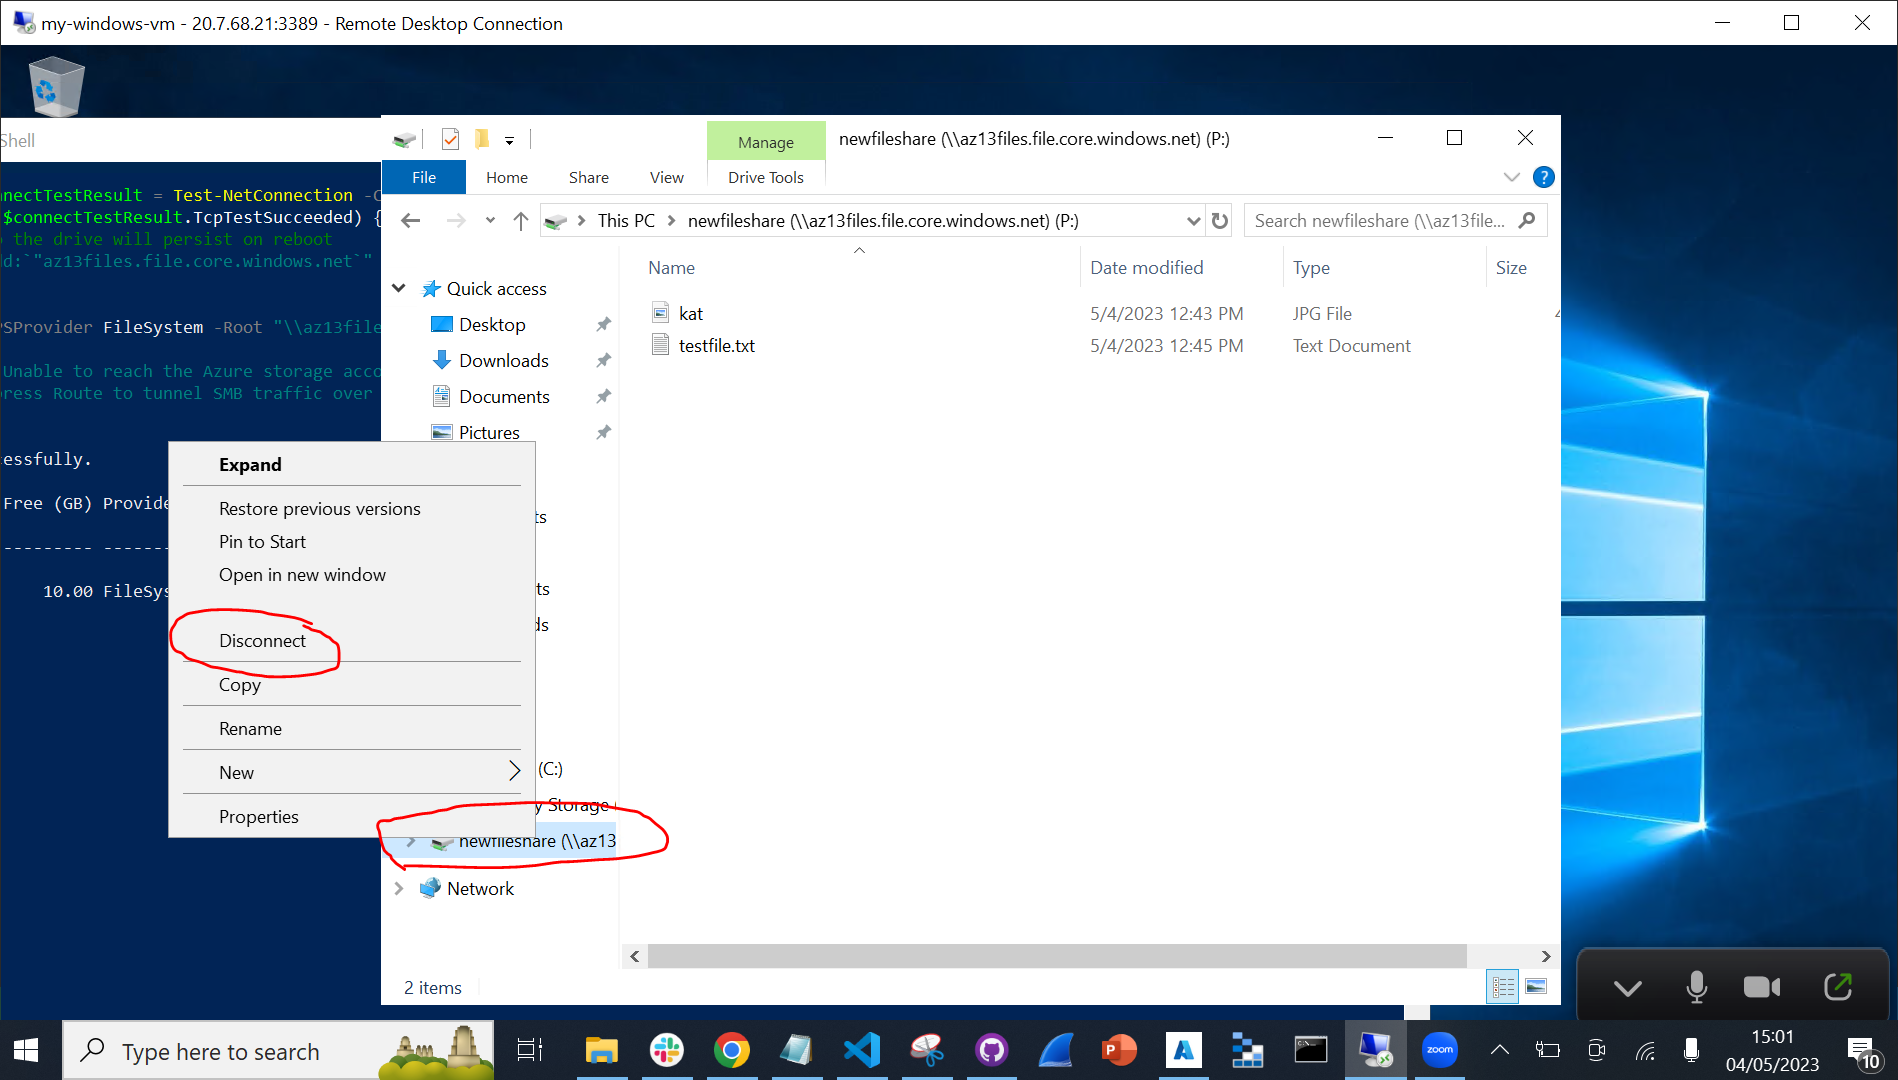 my-windows-vm - 20.7.68.21:3389 - Remote Desktop Connection
Shell
nnectTestResult = Test-NetConnection -C
$connectTestResult.TcpTestSucceeded) {
the drive will persist on reboot
dd:`"az13files.file.core.windows.net`"
PSProvider FileSystem -Root "\\az13file
Unable to reach the Azure storage acco
press Route to tunnel SMB traffic over
cessfully.
Free (GB) Provide
--------- -------
10.00 FileSys
Manage
newfileshare (\\az13files.file.core.windows.net) (P:)
File
Home
Share
View
Drive Tools
?
This PC
newfileshare (\\az13files.file.core.windows.net) (P:)
Search newfileshare (\\az13file...
Quick access
Desktop
Downloads
Documents
Pictures
ts
ts
ds
(C:)
y Storage
newfileshare (\\az13
Network
Name
Date modified
Type
Size
kat
5/4/2023 12:43 PM
JPG File
testfile.txt
5/4/2023 12:45 PM
Text Document
Expand
Restore previous versions
Pin to Start
Open in new window
Disconnect
Copy
Rename
New
Properties
2 items
Type here to search
zoom
15:01
04/05/2023
10